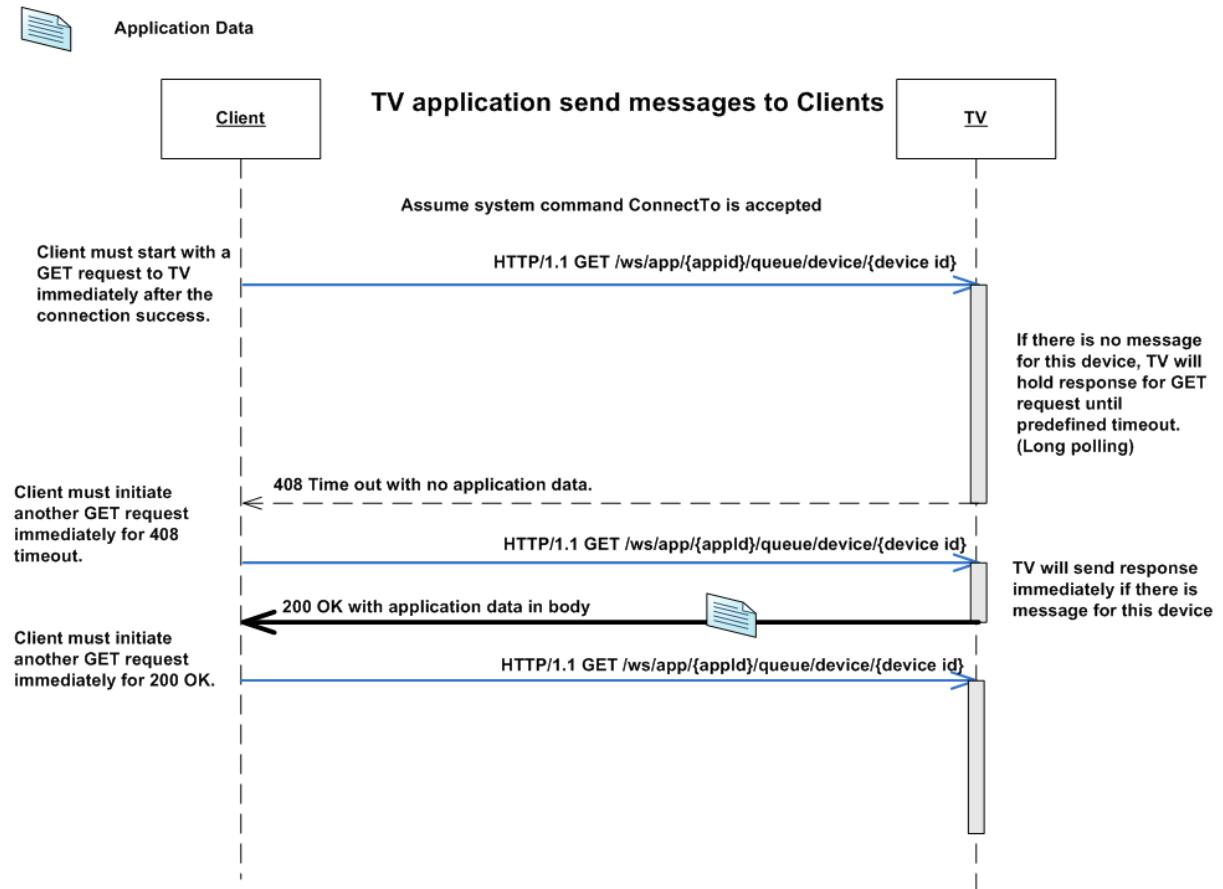 Application Data
TV application send messages to Clients
Client
TV
Assume system command ConnectTo is accepted
Client must start with a
GET request to TV
immediately after the
connection success.
HTTP/1.1 GET /ws/app/{appid}/queue/device/{device id}
If there is no message
for this device, TV will
hold response for GET
request until
predefined timeout.
(Long polling)
408 Time out with no application data.
Client must initiate
another GET request
immediately for 408
timeout.
HTTP/1.1 GET /ws/app/{appId}/queue/device/{device id}
TV will send response
immediately if there is
message for this device
200 OK with application data in body
Client must initiate
another GET request
immediately for 200 OK.
HTTP/1.1 GET /ws/app/{appId}/queue/device/{device id}